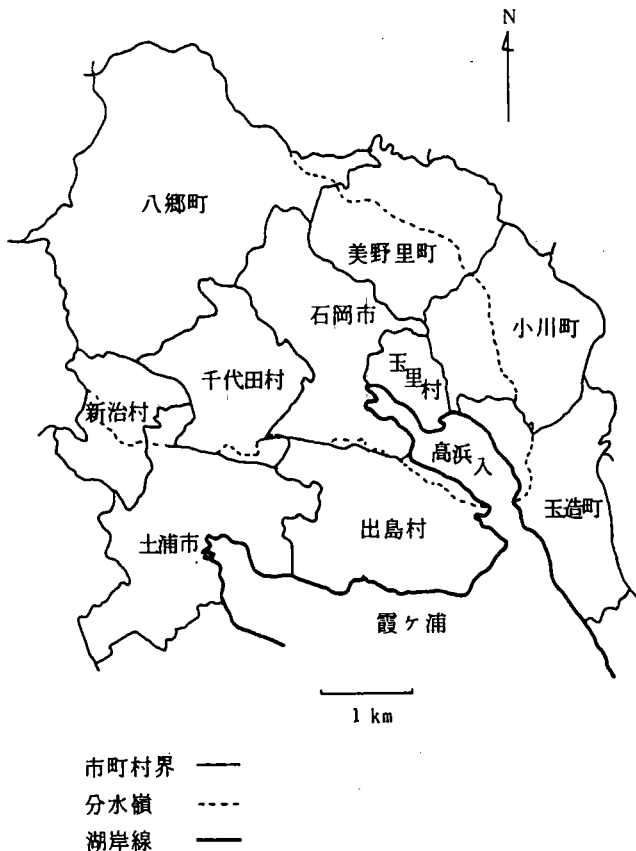 N
八郷町
美野里町
石岡市
小川町
千代田村
玉里村
新治村
高浜入
玉造町
土浦市
出島村
霞ヶ浦
1 km
市町村界
分水嶺
湖岸線